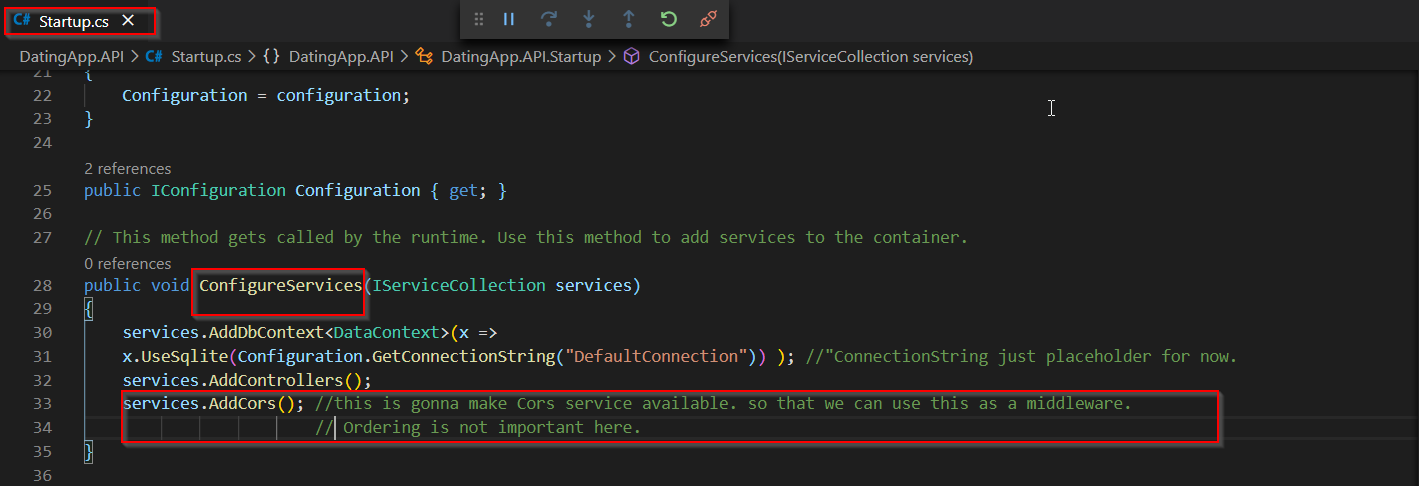 C# Startup.cs
DatingApp.API > C# Startup.cs > {} DatingApp.API > DatingApp.API.Startup > ConfigureServices(IServiceCollection services)
21 {
22 Configuration = configuration;
23 }
24
2 references
25 public IConfiguration Configuration { get; }
26
27 // This method gets called by the runtime. Use this method to add services to the container.
0 references
28 public void ConfigureServices(IServiceCollection services)
29 {
30 services.AddDbContext<DataContext>(x =>
31 x.UseSqlite(Configuration.GetConnectionString("DefaultConnection")) ); //"ConnectionString just placeholder for now.
32 services.AddControllers();
33 services.AddCors(); //this is gonna make Cors service available. so that we can use this as a middleware.
34 // Ordering is not important here.
35 }
36